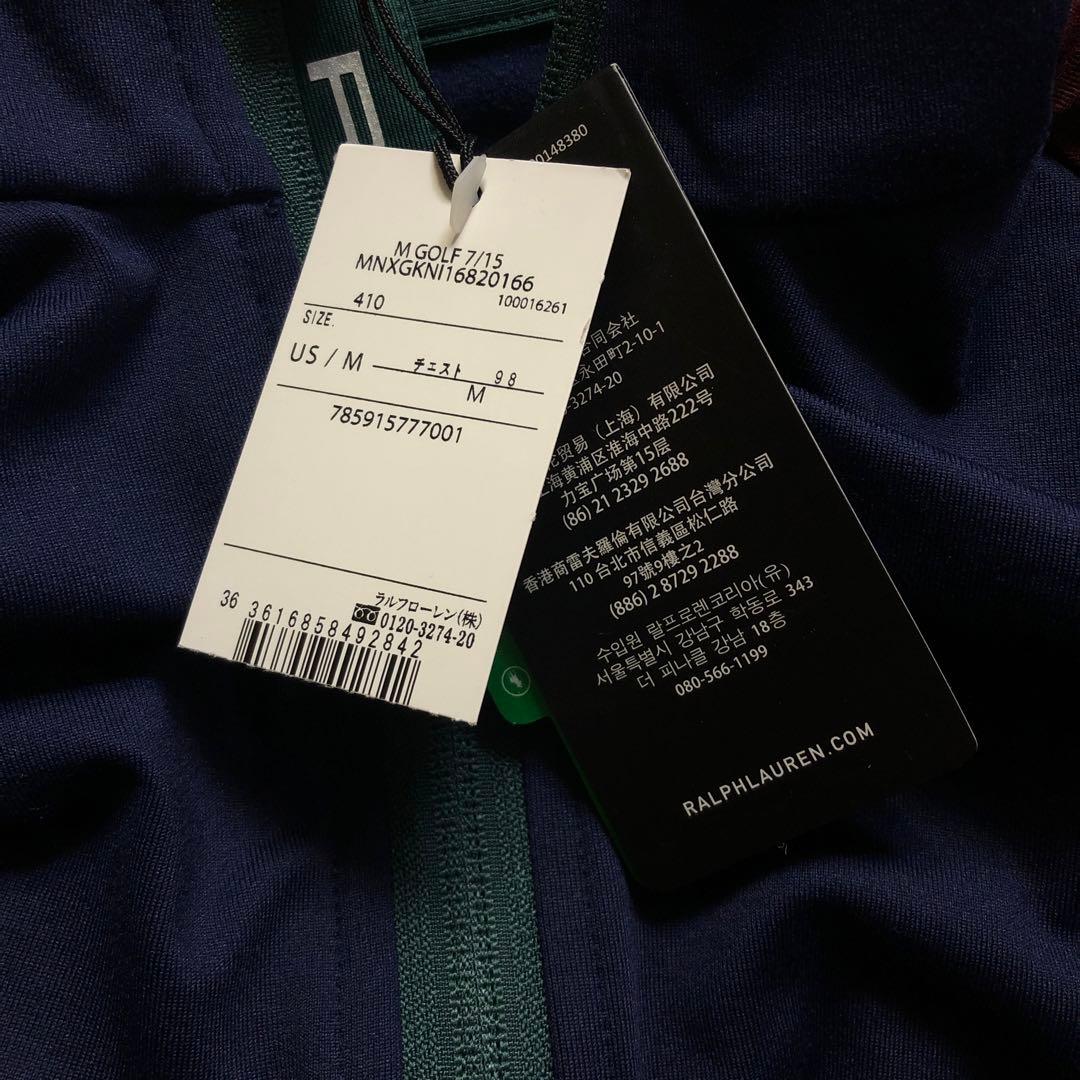 M GOLF 7/15
MNXGKNI16820166
410 100016261
SIZE.
US / M チェスト 98
M
785915777001
ラルフローレン(株)
0120-3274-20
36 3616858492842
00148380
合同会社
永田町2-10-1
-3274-20
贸易（上海）有限公司
上海黄浦区淮海中路222号
力宝广场第15层
(86) 21 2329 2688
香港商雷夫羅倫有限公司台灣分公司
110 台北市信義區松仁路
97號9樓之2
(886) 2 8729 2288
수입원 랄프로렌코리아(유)
서울특별시 강남구 학동로 343
더 피나클 강남 18층
080-566-1199
RALPHLAUREN.COM